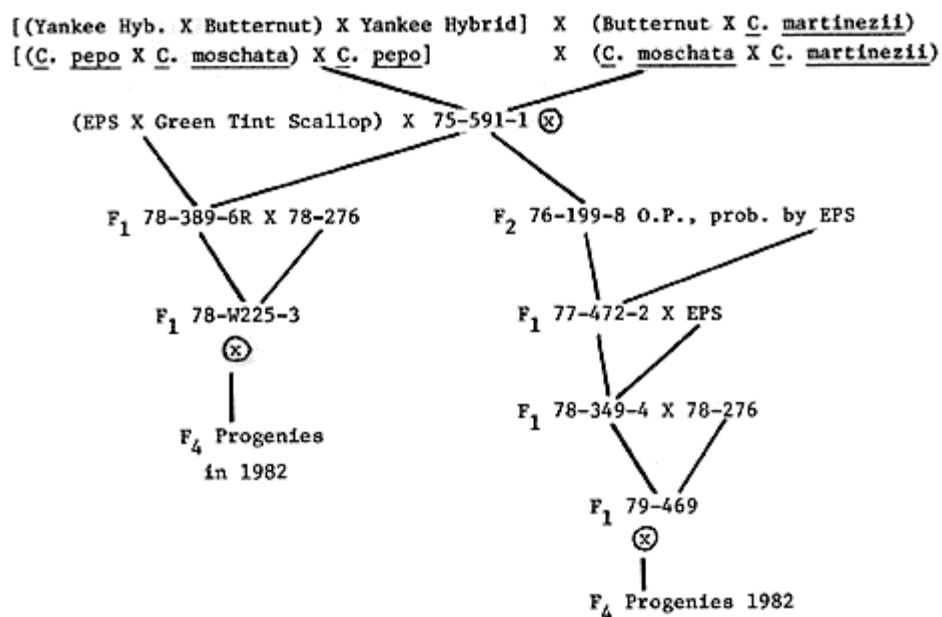 [(Yankee Hyb. X Butternut) X Yankee Hybrid] X (Butternut X C. martinezii)
[(C. pepo X C. moschata) X C. pepo] X (C. moschata X C. martinezii)
(EPS X Green Tint Scallop) X 75-591-1 ⓧ
F₁ 78-389-6R X 78-276
F₂ 76-199-8 O.P., prob. by EPS
F₁ 78-W225-3
F₁ 77-472-2 X EPS
ⓧ
F₁ 78-349-4 X 78-276
F₄ Progenies
in 1982
F₁ 79-469
ⓧ
F₄ Progenies 1982